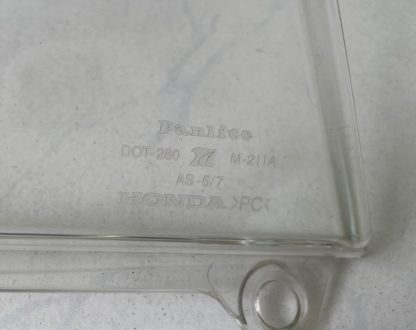 Panlite
DOT-280 M-211A
AS-6/7
HONDA >PC<